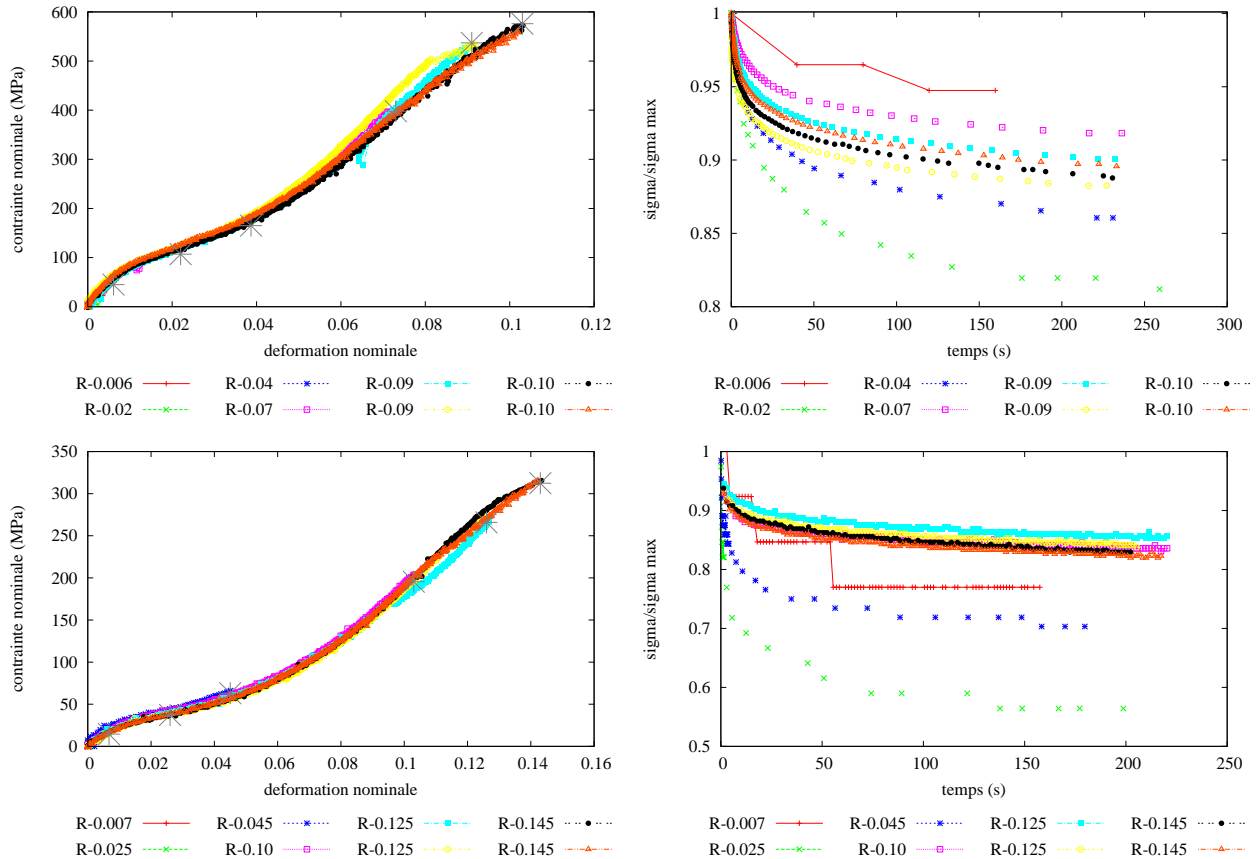 600
500
400
300
200
100
0
contrainte nominale (MPa)
0 0.02 0.04 0.06 0.08 0.1 0.12
deformation nominale
R-0.006 R-0.04 R-0.09 R-0.10
R-0.02 R-0.07 R-0.09 R-0.10
1
0.95
0.9
0.85
0.8
sigma/sigma max
0 50 100 150 200 250 300
temps (s)
R-0.006 R-0.04 R-0.09 R-0.10
R-0.02 R-0.07 R-0.09 R-0.10
350
300
250
200
150
100
50
0
contrainte nominale (MPa)
0 0.02 0.04 0.06 0.08 0.1 0.12 0.14 0.16
deformation nominale
R-0.007 R-0.045 R-0.125 R-0.145
R-0.025 R-0.10 R-0.125 R-0.145
1
0.9
0.8
0.7
0.6
0.5
sigma/sigma max
0 50 100 150 200 250
temps (s)
R-0.007 R-0.045 R-0.125 R-0.145
R-0.025 R-0.10 R-0.125 R-0.145